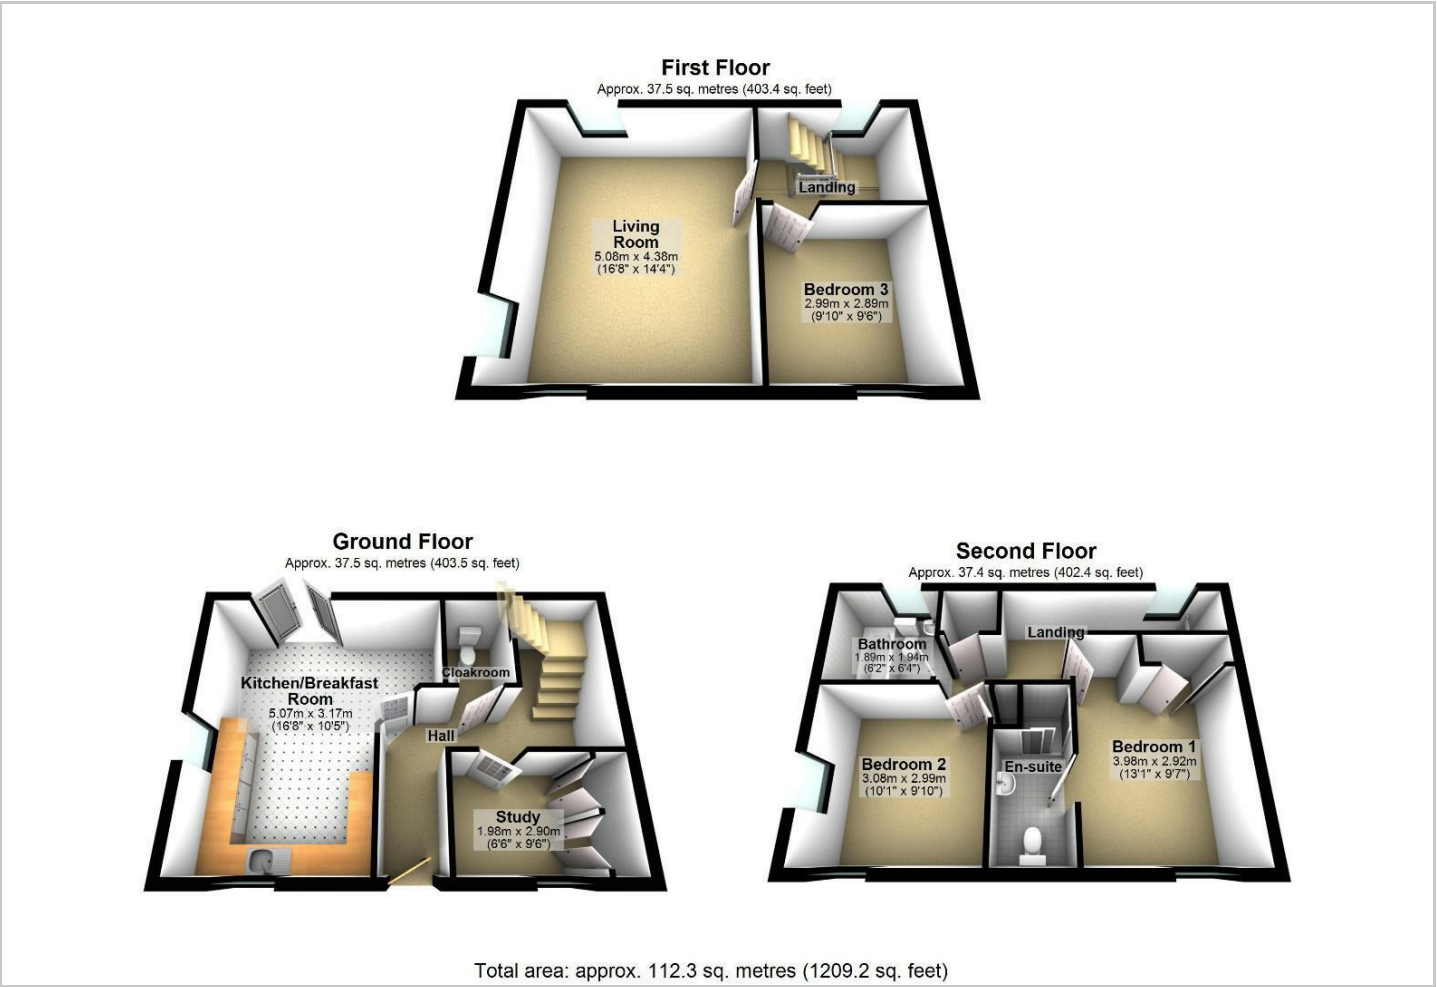 First Floor
Approx. 37.5 sq. metres (403.4 sq. feet)
Landing
Living
Room
5.08m x 4.38m
(16'8" x 14'4")
Bedroom 3
2.99m x 2.89m
(9'10" x 9'6")
Ground Floor
Approx. 37.5 sq. metres (403.5 sq. feet)
Cloakroom
Kitchen/Breakfast
Room
5.07m x 3.17m
(16'8" x 10'5")
Hall
Study
1.98m x 2.90m
(6'6" x 9'6")
Second Floor
Approx. 37.4 sq. metres (402.4 sq. feet)
Landing
Bathroom
1.89m x 1.94m
(6'2" x 6'4")
Bedroom 1
3.98m x 2.92m
(13'1" x 9'7")
Bedroom 2
3.08m x 2.99m
(10'1" x 9'10")
En-suite
Total area: approx. 112.3 sq. metres (1209.2 sq. feet)